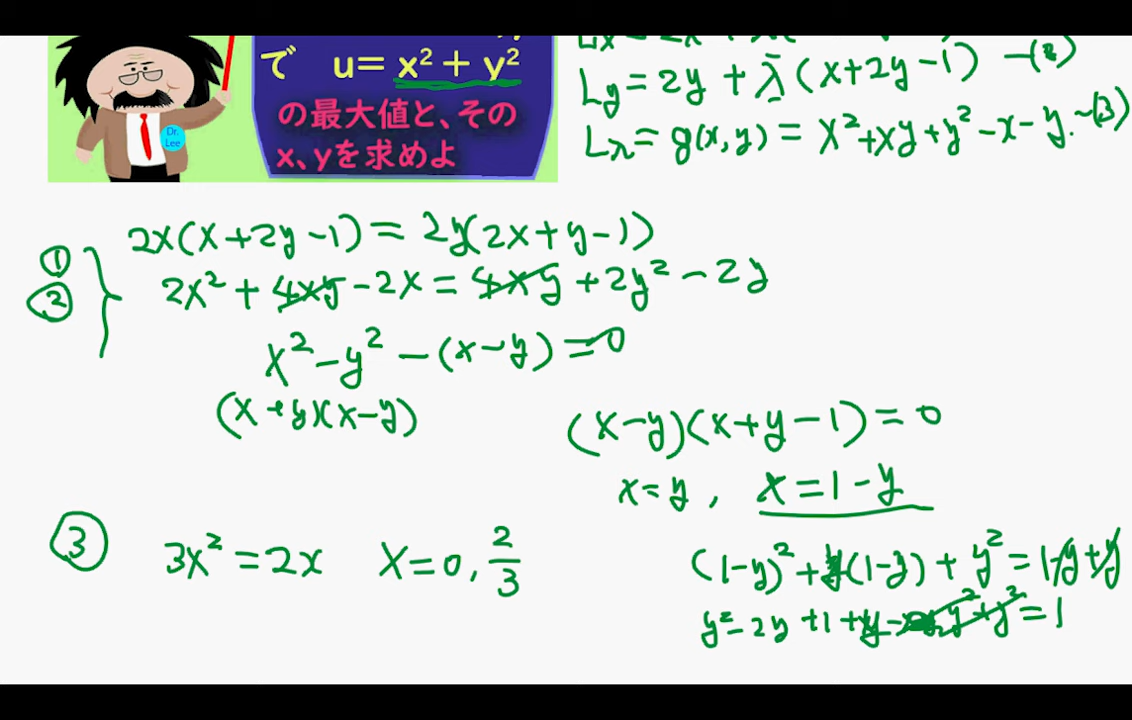 で u= x² + y²
の最大値と、その
x、yを求めよ
Dr. Lee
Ly = 2y + λ(x+2y-1) -(2)
Lλ = g(x,y) = x²+xy+y²-x-y. -(3)
① 2x(x+2y-1) = 2y(2x+y-1)
② 2x² + 4xy - 2x = 4xy + 2y² - 2y
x² - y² - (x-y) = 0
(x+y)(x-y)
(x-y)(x+y-1) = 0
x=y, x=1-y
③ 3x² = 2x x=0, 2/3
(1-y)² + y(1-y) + y² = 1-y+y
y²-2y+1+y-y²+y² = 1